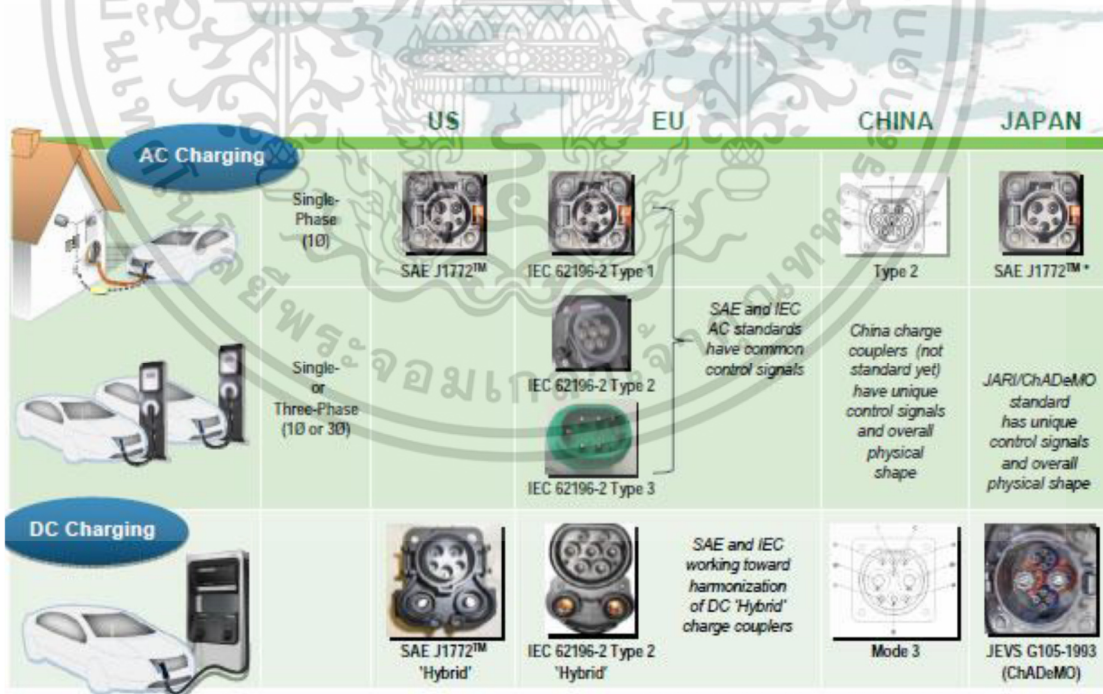 US
EU
CHINA
JAPAN
AC Charging
Single-
Phase
(1Ø)
SAE J1772™
IEC 62196-2 Type 1
Type 2
SAE J1772™ *
Single-
or
Three-Phase
(1Ø or 3Ø)
IEC 62196-2 Type 2
IEC 62196-2 Type 3
SAE and IEC
AC standards
have common
control signals
China charge
couplers (not
standard yet)
have unique
control signals
and overall
physical
shape
JARI/ChADeMO
standard
has unique
control signals
and overall
physical shape
DC Charging
SAE J1772™
'Hybrid'
IEC 62196-2 Type 2
'Hybrid'
SAE and IEC
working toward
harmonization
of DC 'Hybrid'
charge couplers
Mode 3
JEVS G105-1993
(ChADeMO)